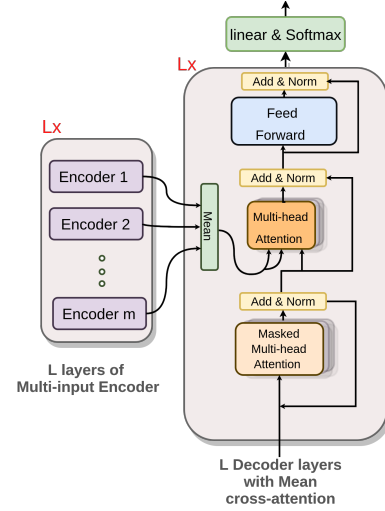 linear & Softmax
Lx
Add & Norm
Feed
Forward
Lx
Add & Norm
Encoder 1
Multi-head
Attention
Encoder 2
Mean
Add & Norm
Encoder m
Masked
Multi-head
Attention
L layers of
Multi-input Encoder
L Decoder layers
with Mean
cross-attention